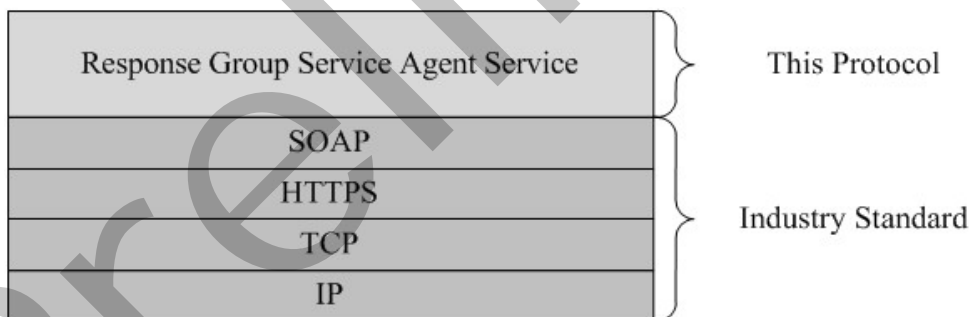 Response Group Service Agent Service
This Protocol
SOAP
HTTPS
TCP
IP
Industry Standard